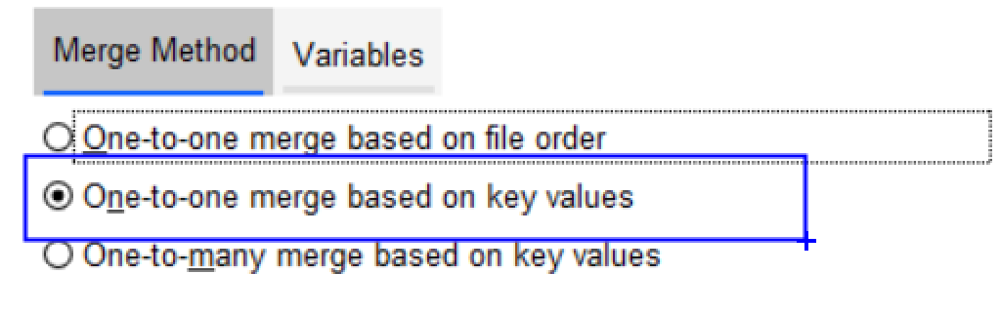 Merge Method Variables
One-to-one merge based on file order
One-to-one merge based on key values
One-to-many merge based on key values